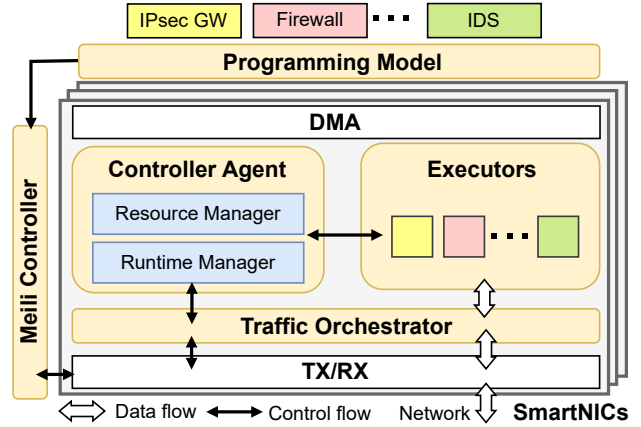 IPsec GW Firewall IDS
Programming Model
DMA
Controller Agent Executors
Resource Manager
Runtime Manager
Meili Controller
Traffic Orchestrator
TX/RX
Data flow Control flow Network SmartNICs